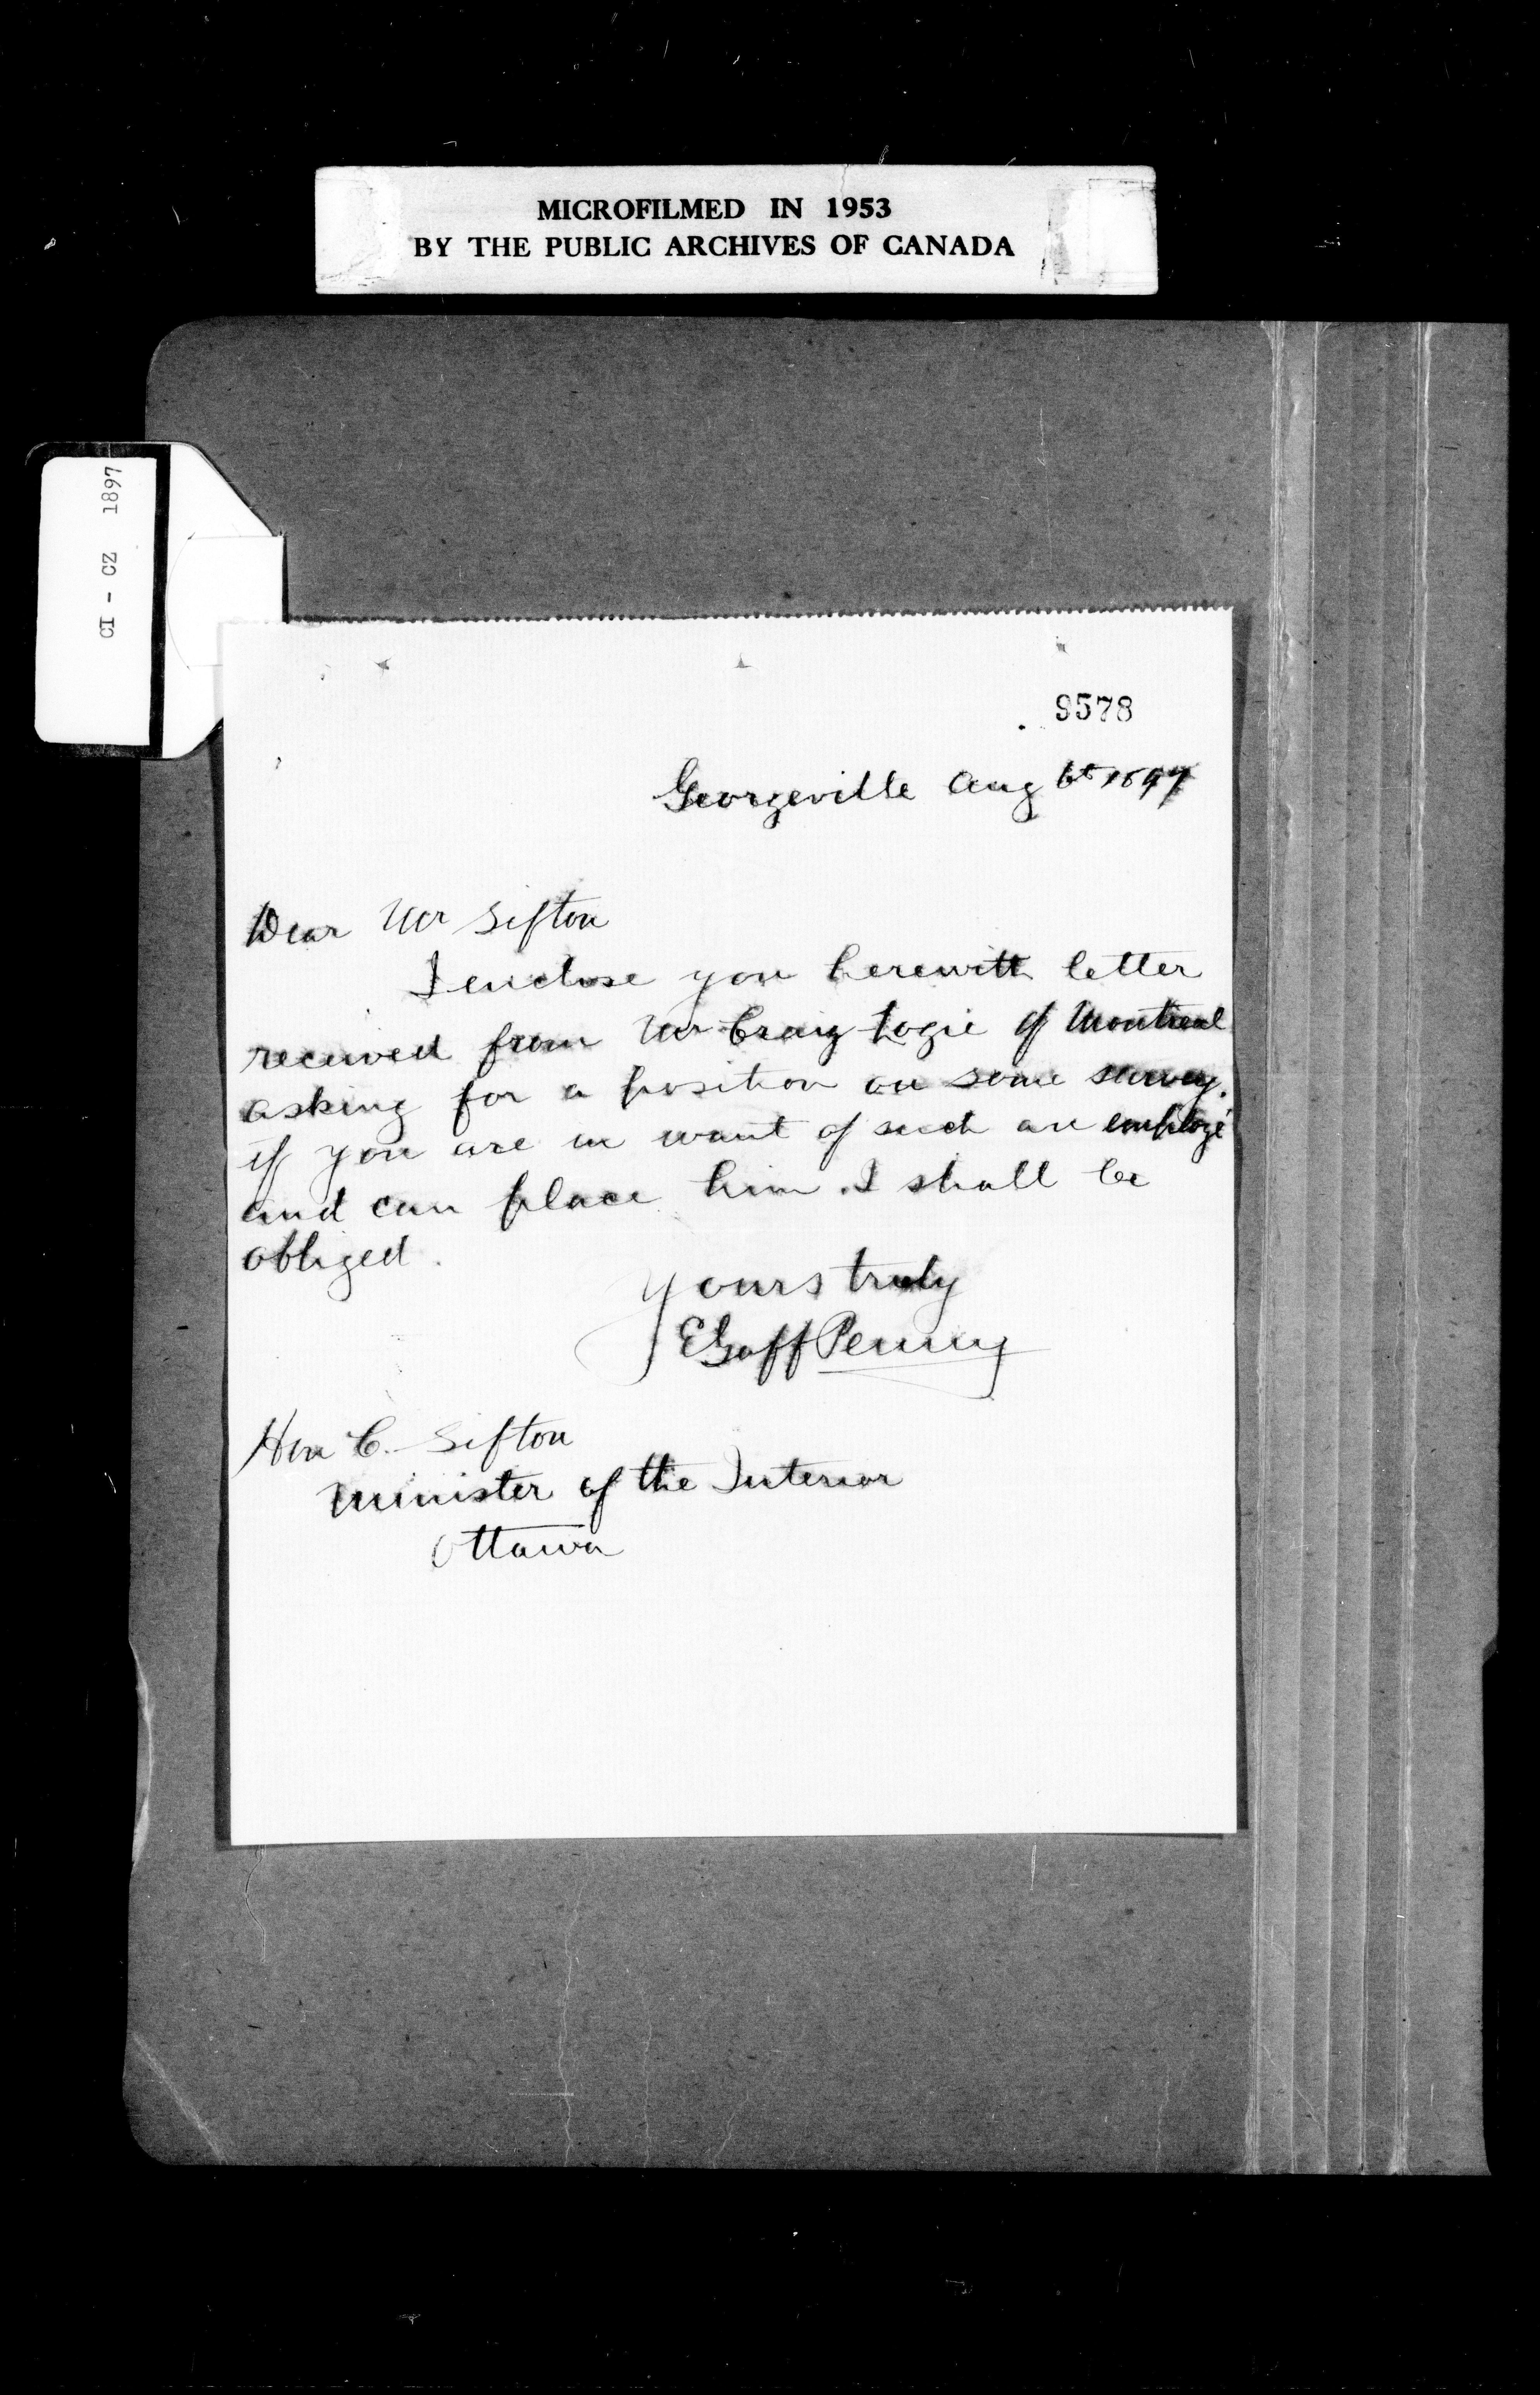 MICROFILMED IN 1953
BY THE PUBLIC ARCHIVES OF CANADA
CI - CZ 1897
9578
Georgeville Aug 6th 1897
Dear Mr Sifton
I enclose you herewith letter
received from Mr Craig Logie of Montreal
asking for a position on some survey.
if you are in want of such an employé
and can place him . I shall be
obliged.
Yours truly
E Goff Penny
Hon C. Sifton
Minister of the Interior
Ottawa